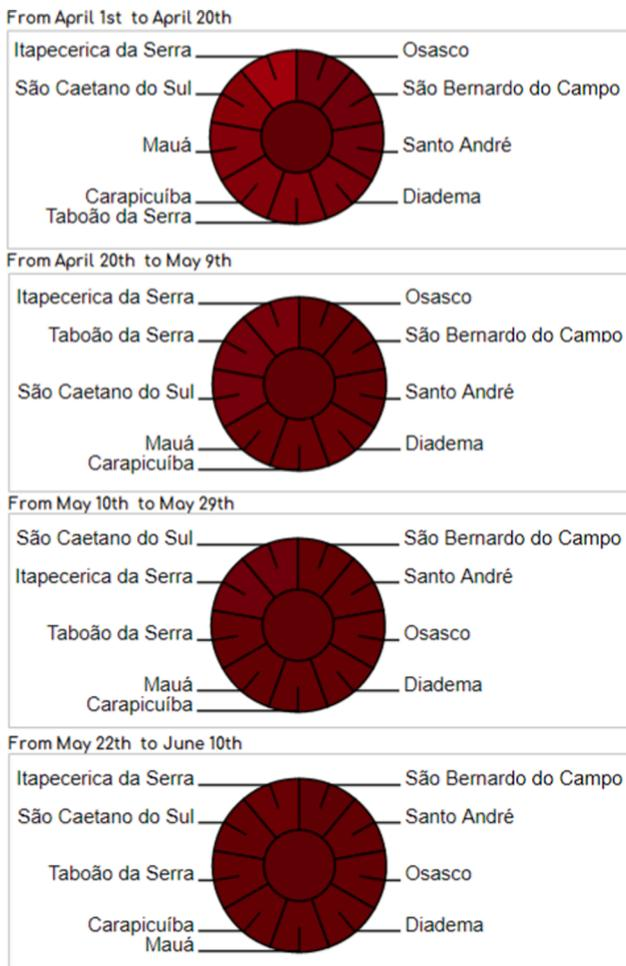 From April 1st to April 20th
Itapecerica da Serra
Osasco
São Caetano do Sul
São Bernardo do Campo
Mauá
Santo André
Carapicuíba
Diadema
Taboão da Serra
From April 20th to May 9th
Itapecerica da Serra
Osasco
Taboão da Serra
São Bernardo do Campo
São Caetano do Sul
Santo André
Mauá
Diadema
Carapicuíba
From May 10th to May 29th
São Caetano do Sul
São Bernardo do Campo
Itapecerica da Serra
Santo André
Taboão da Serra
Osasco
Mauá
Diadema
Carapicuíba
From May 22th to June 10th
Itapecerica da Serra
São Bernardo do Campo
São Caetano do Sul
Santo André
Taboão da Serra
Osasco
Carapicuíba
Diadema
Mauá